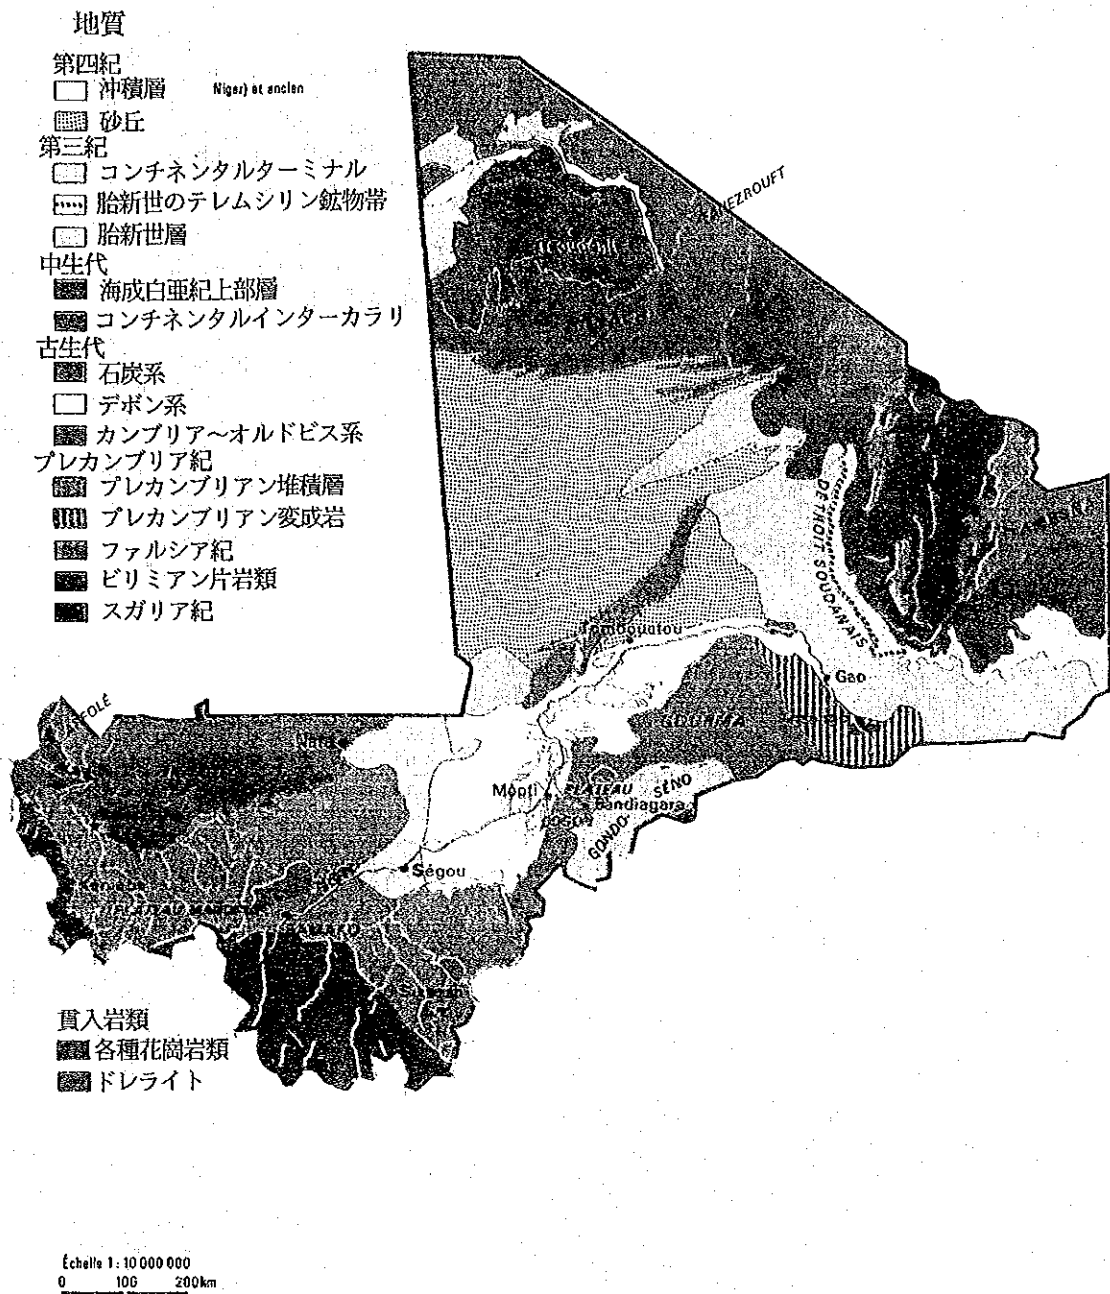 地質
第四紀
沖積層
Niger) et ancien
砂丘
第三紀
コンチネンタルターミナル
胎新世のテレムシリン鉱物帯
胎新世層
中生代
海成白亜紀上部層
コンチネンタルインターカラリ
古生代
石炭系
デボン系
カンブリア～オルドビス系
プレカンブリア紀
プレカンブリアン堆積層
プレカンブリアン変成岩
ファルシア紀
ビリミアン片岩類
スガリア紀
DETROIT SOUDANAIS
Tombouctou
Gao
GOURMA
Nara
Mopti
PLATEAU
Bandiagara
GONDO
SÉNO
Ségou
PLATEAU
BAMAKO
貫入岩類
各種花崗岩類
ドレライト
Échelle 1: 10 000 000
0 100 200km